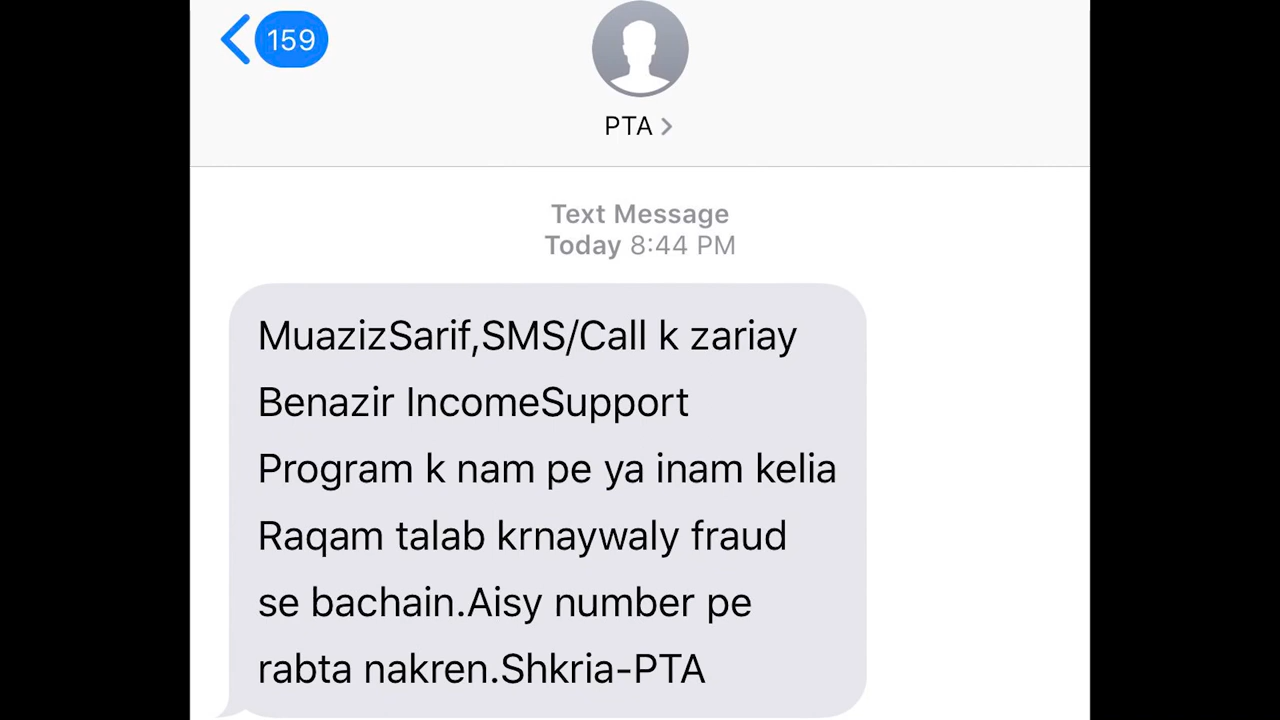 159
PTA
Text Message
Today 8:44 PM
MuazizSarif,SMS/Call k zariay
Benazir IncomeSupport
Program k nam pe ya inam kelia
Raqam talab krnaywaly fraud
se bachain.Aisy number pe
rabta nakren.Shkria-PTA